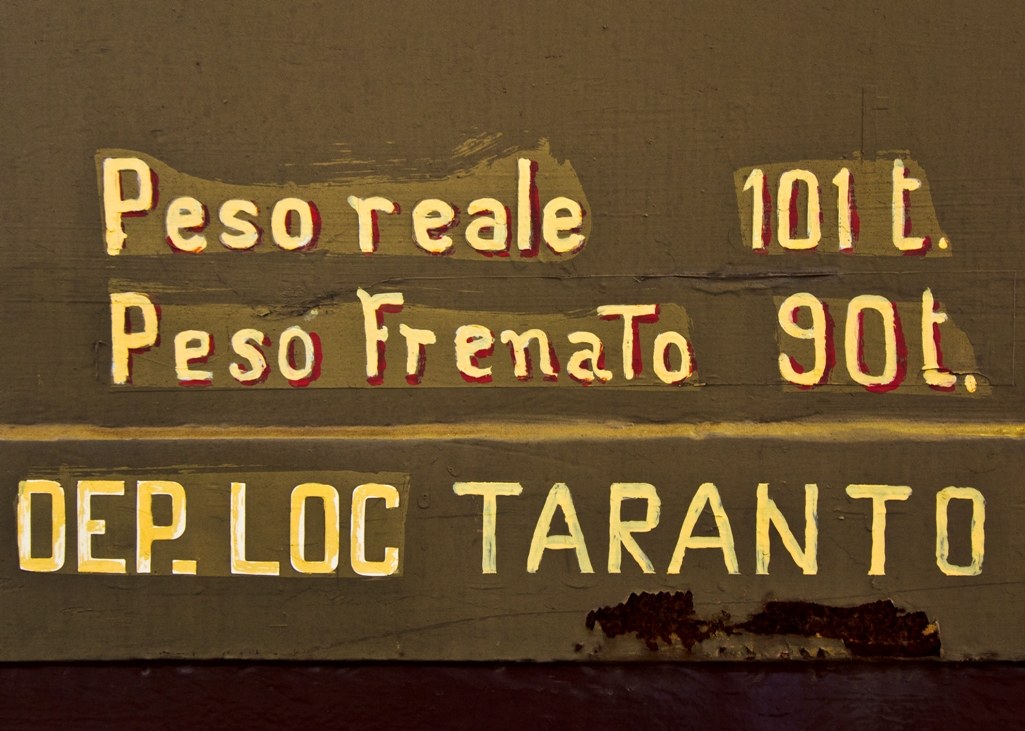 Peso reale 101 t.
Peso FrenaTo 90 t.
DEP. LOC TARANTO